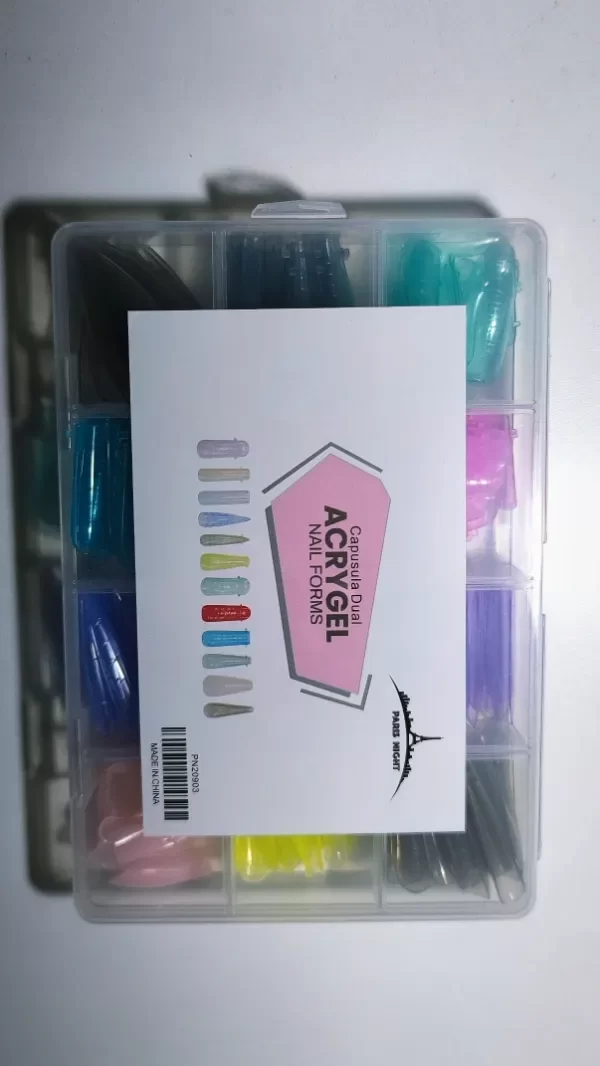 Capusula Dual
ACRYGEL
NAIL FORMS
PARIS NIGHT
PN20903
MADE IN CHINA